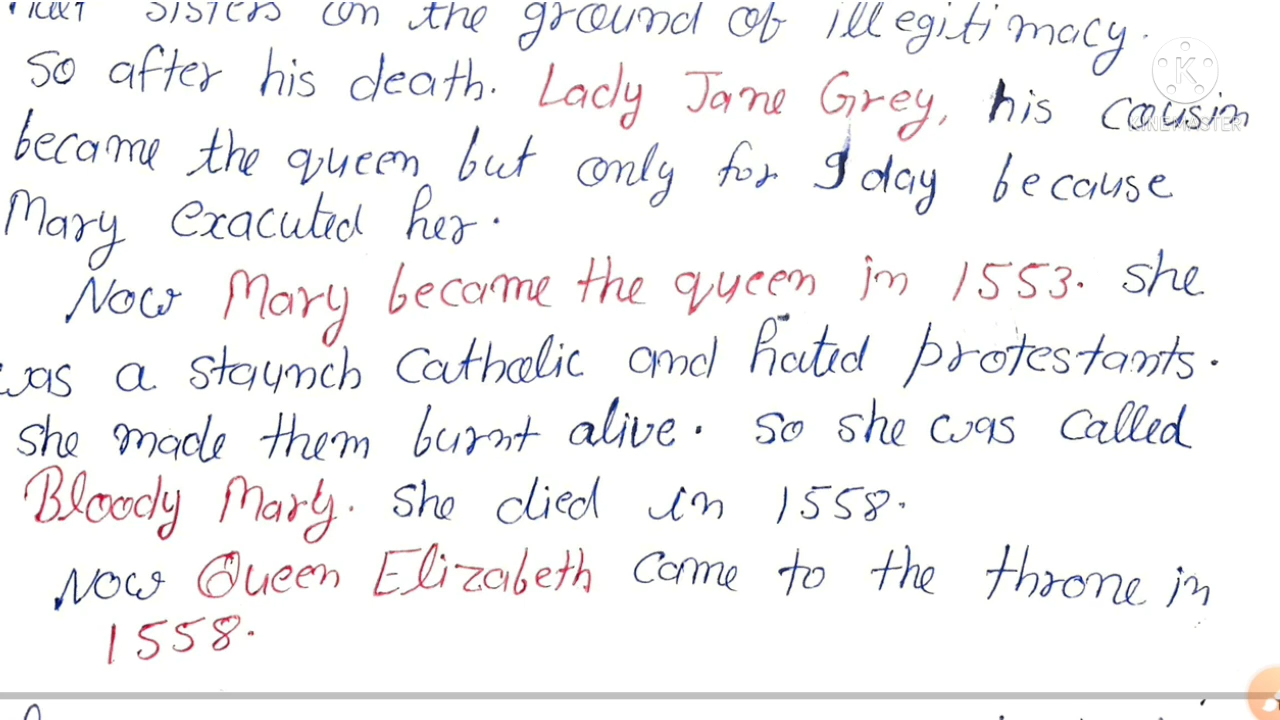 half sisters on the ground of illegitimacy.
So after his death. Lady Jane Grey, his cousin
became the queen but only for 9 day because
Mary exacuted her.
Now Mary became the queen in 1553. she
was a staunch Catholic and hated protestants.
she made them burnt alive. So she was called
Bloody Mary. She died in 1558.
Now Queen Elizabeth came to the throne in
1558.
KINEMASTER